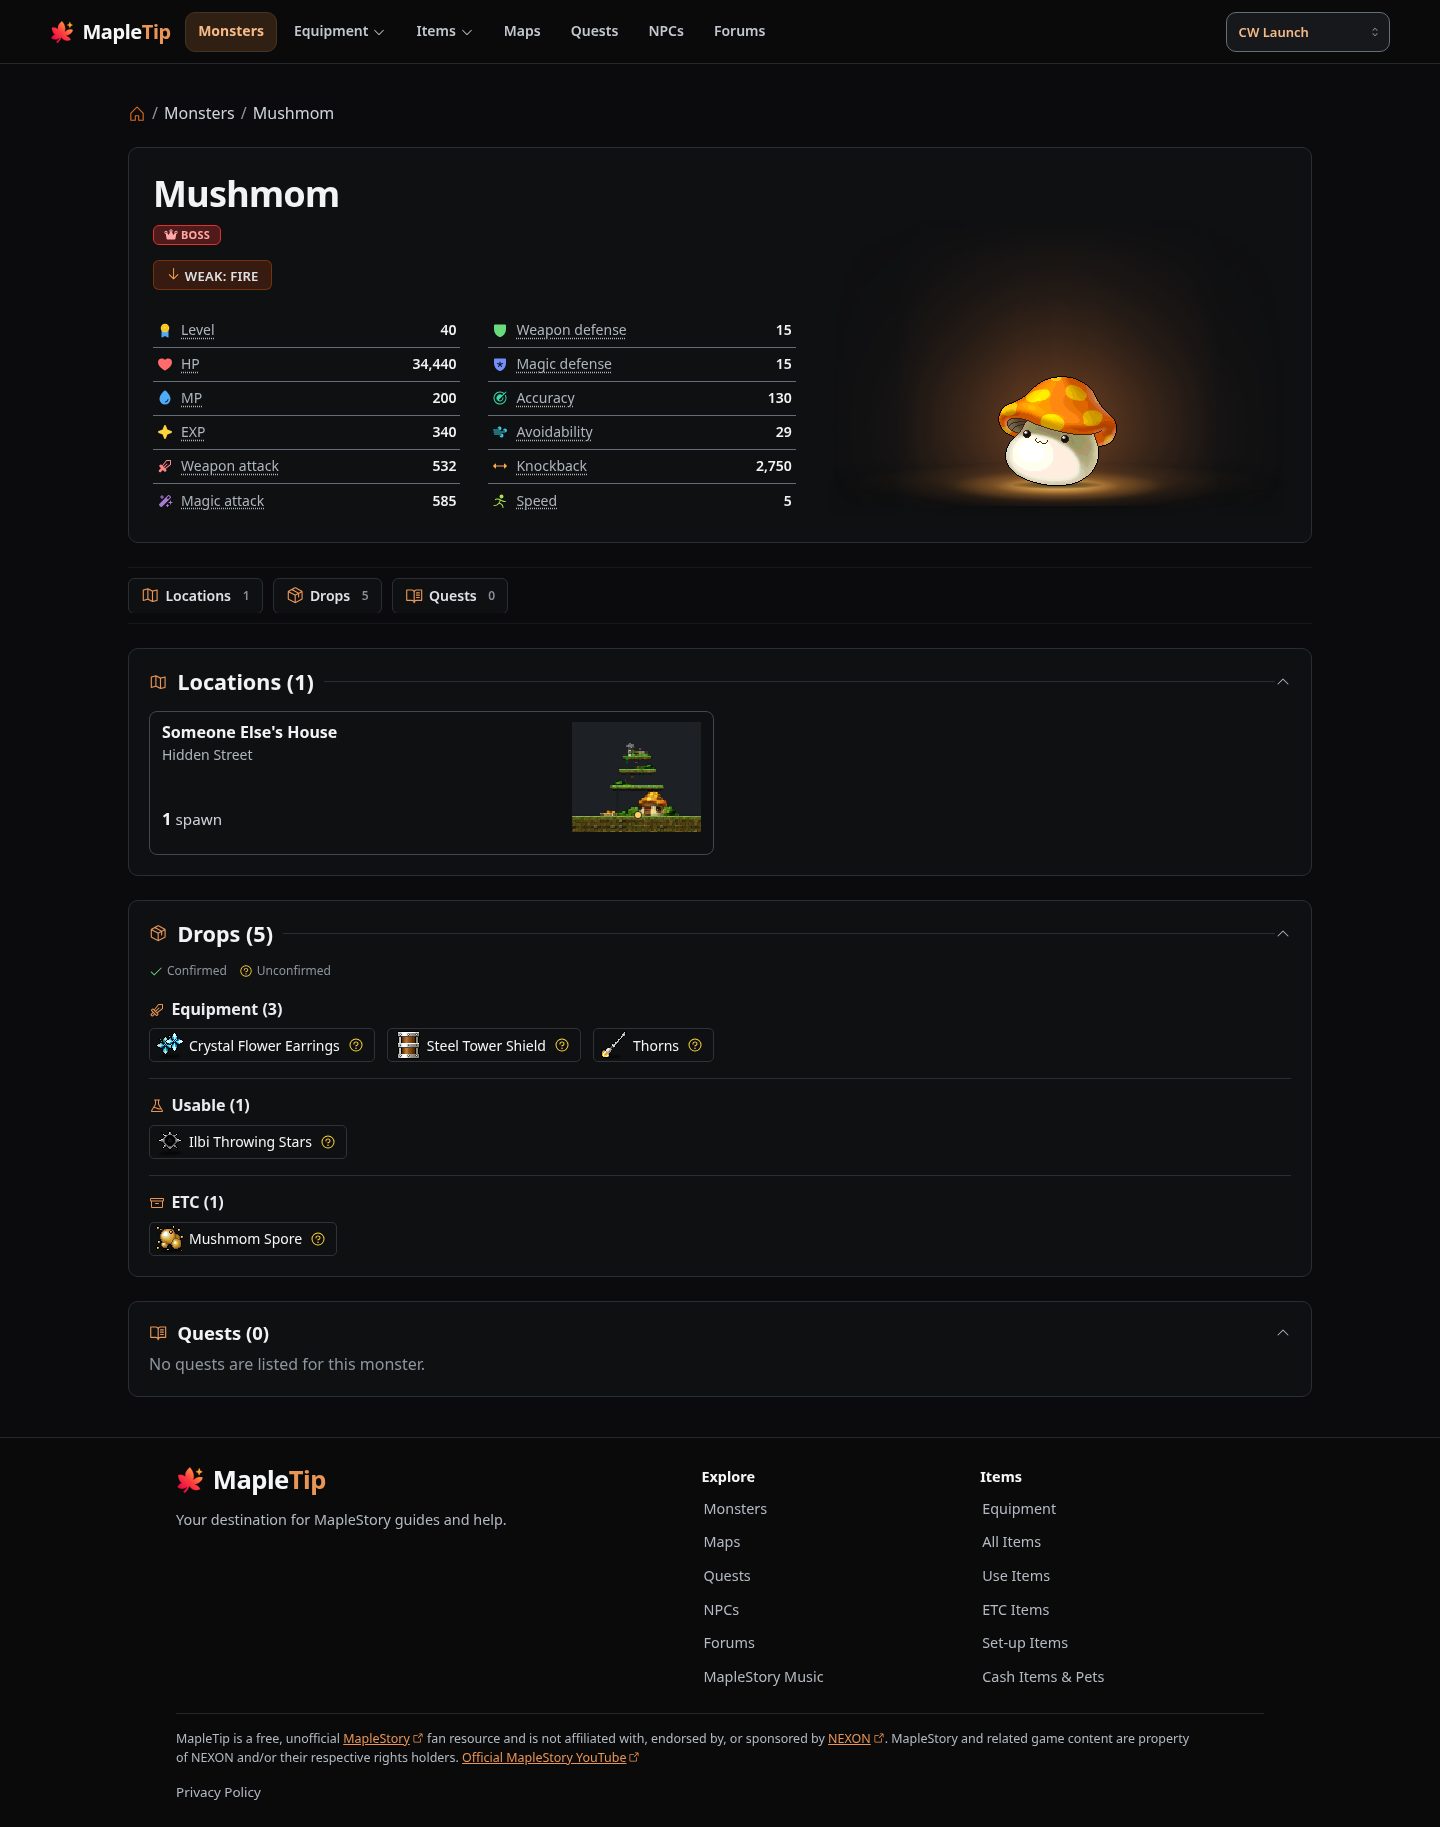 MapleTip Monsters Equipment Items Maps Quests NPCs Forums CW Launch
/ Monsters / Mushmom
Mushmom
BOSS
WEAK: FIRE
Level 40
HP 34,440
MP 200
EXP 340
Weapon attack 532
Magic attack 585
Weapon defense 15
Magic defense 15
Accuracy 130
Avoidability 29
Knockback 2,750
Speed 5
Locations 1 Drops 5 Quests 0
Locations (1)
Someone Else's House
Hidden Street
1 spawn
Drops (5)
Confirmed Unconfirmed
Equipment (3)
Crystal Flower Earrings Steel Tower Shield Thorns
Usable (1)
Ilbi Throwing Stars
ETC (1)
Mushmom Spore
Quests (0)
No quests are listed for this monster.
MapleTip
Your destination for MapleStory guides and help.
Explore
Monsters
Maps
Quests
NPCs
Forums
MapleStory Music
Items
Equipment
All Items
Use Items
ETC Items
Set-up Items
Cash Items & Pets
MapleTip is a free, unofficial MapleStory fan resource and is not affiliated with, endorsed by, or sponsored by NEXON. MapleStory and related game content are property
of NEXON and/or their respective rights holders. Official MapleStory YouTube
Privacy Policy